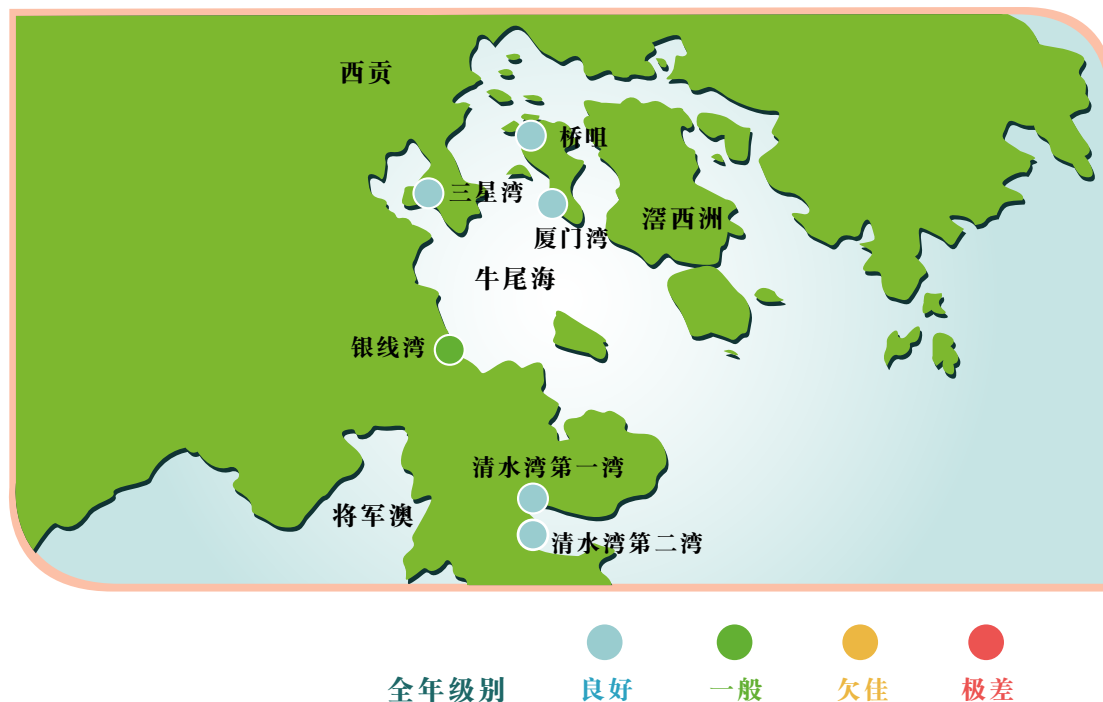 西贡
桥咀
三星湾
滘西洲
厦门湾
牛尾海
银线湾
清水湾第一湾
将军澳
清水湾第二湾
全年级别
良好
一般
欠佳
极差